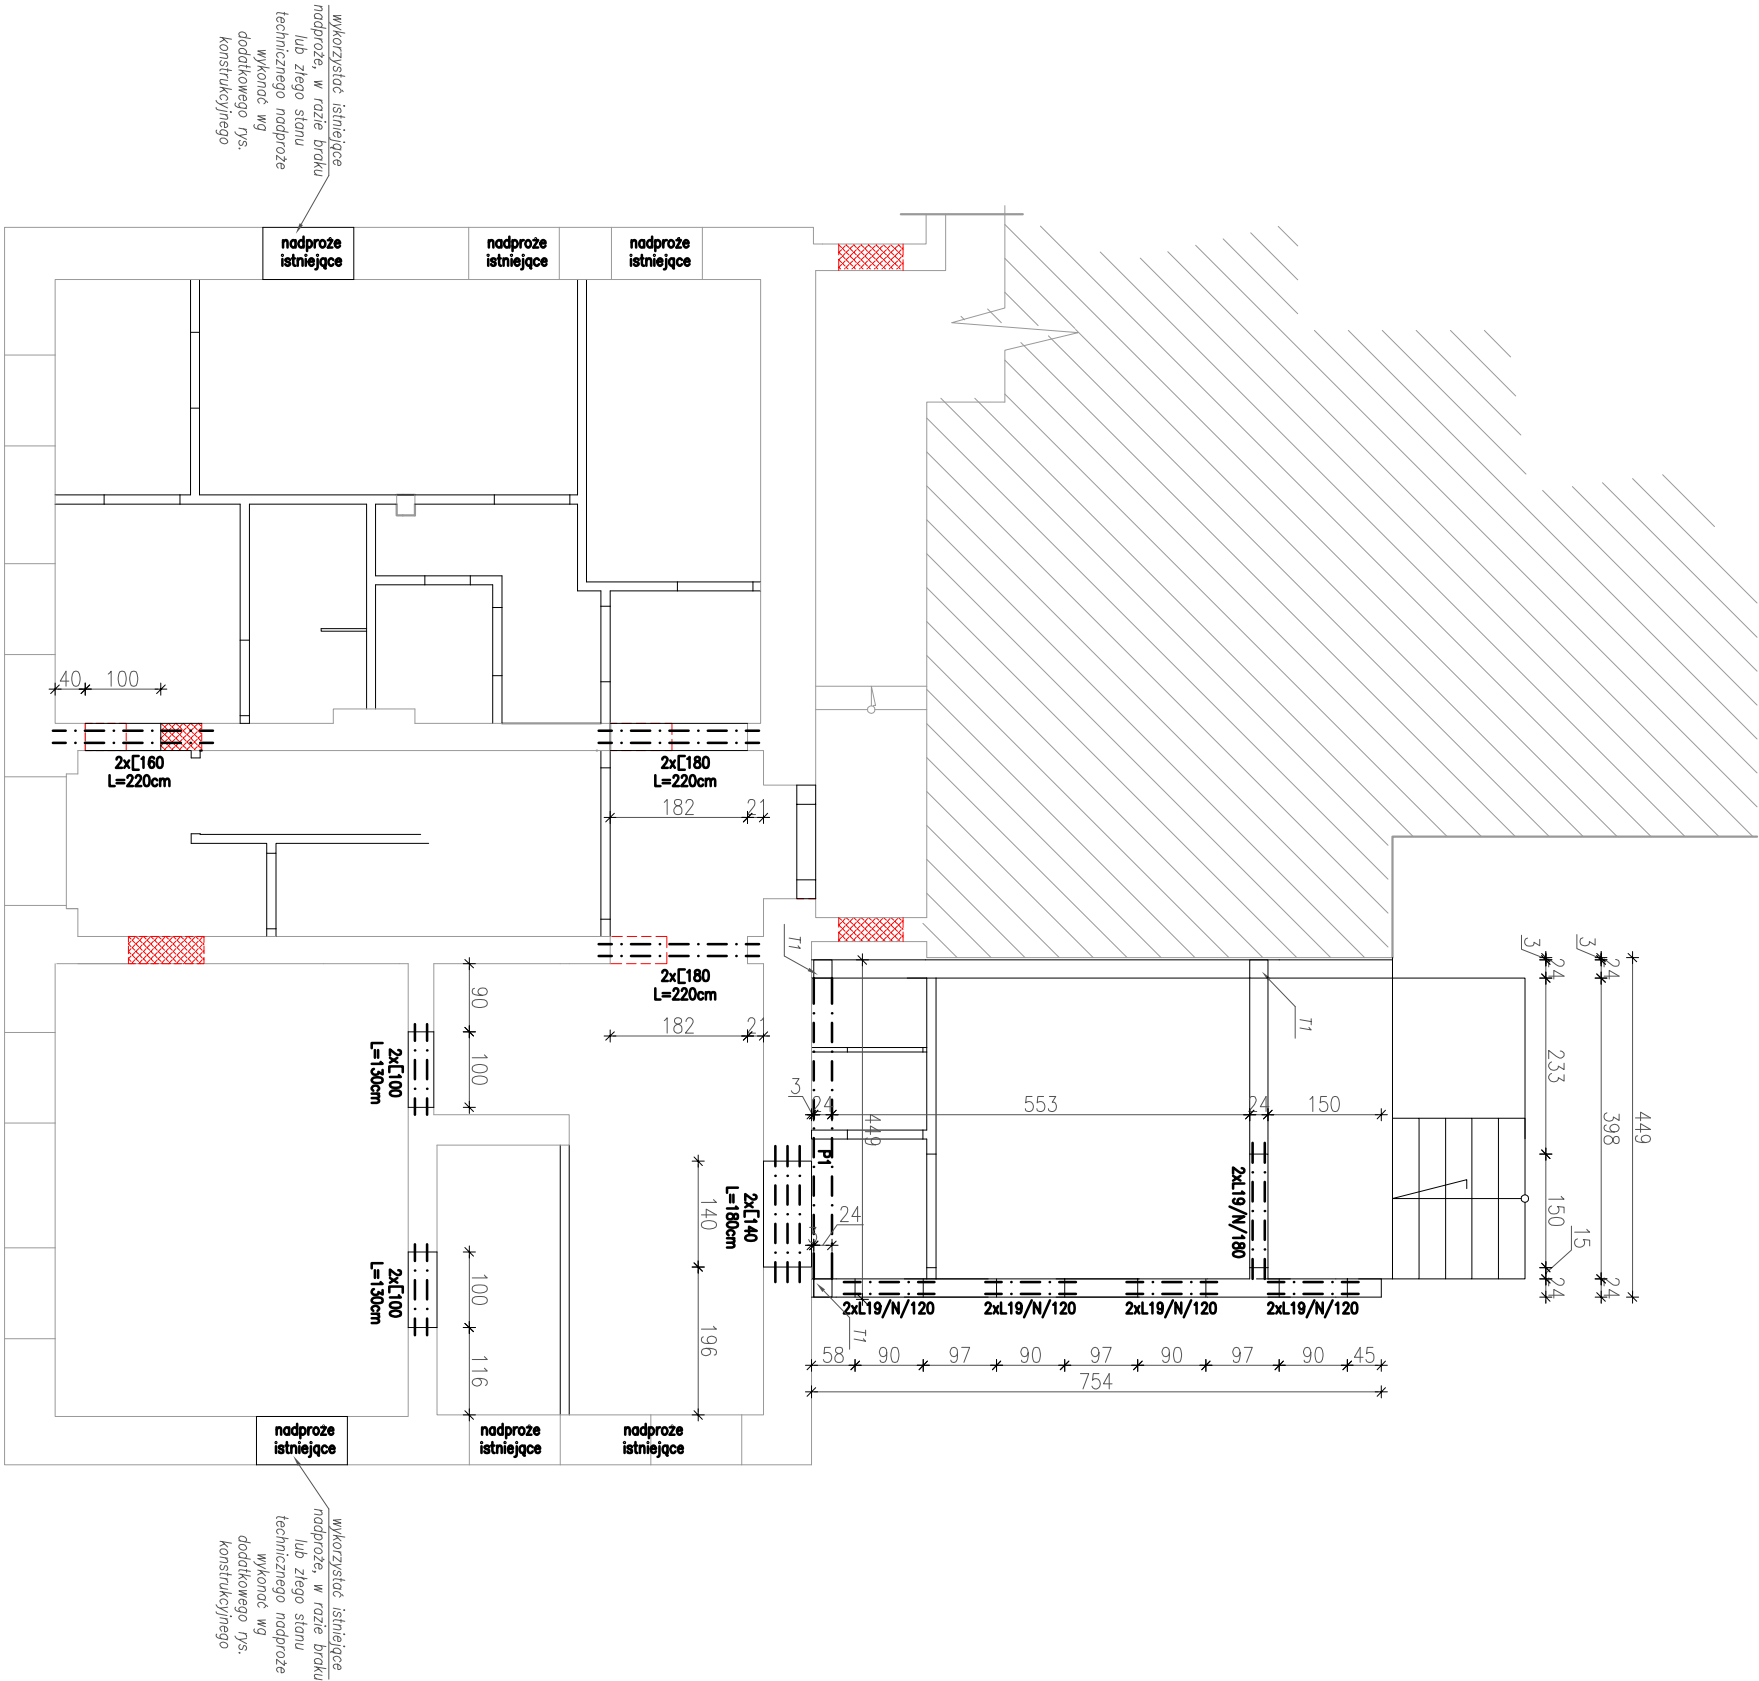 wykorzystać istniejące
nadproże, w razie braku
lub złego stanu
technicznego nadproże
wykonać wg
dodatkowego rys.
konstrukcyjnego
nadproże
istniejące
nadproże
istniejące
nadproże
istniejące
40
100
2x[160
L=220cm
2x[180
L=220cm
182
21
T1
2x[180
L=220cm
182
21
90
100
2x[100
L=130cm
100
116
2x[100
L=130cm
140
196
2x[140
L=180cm
3
24
553
24
150
449
P1
24
3
T1
T1
2xL19/N/180
3
3
24
24
233
398
449
150
15
24
24
2xL19/N/120
2xL19/N/120
2xL19/N/120
2xL19/N/120
58
90
97
90
97
90
97
90
45
754
nadproże
istniejące
nadproże
istniejące
nadproże
istniejące
wykorzystać istniejące
nadproże, w razie braku
lub złego stanu
technicznego nadproże
wykonać wg
dodatkowego rys.
konstrukcyjnego